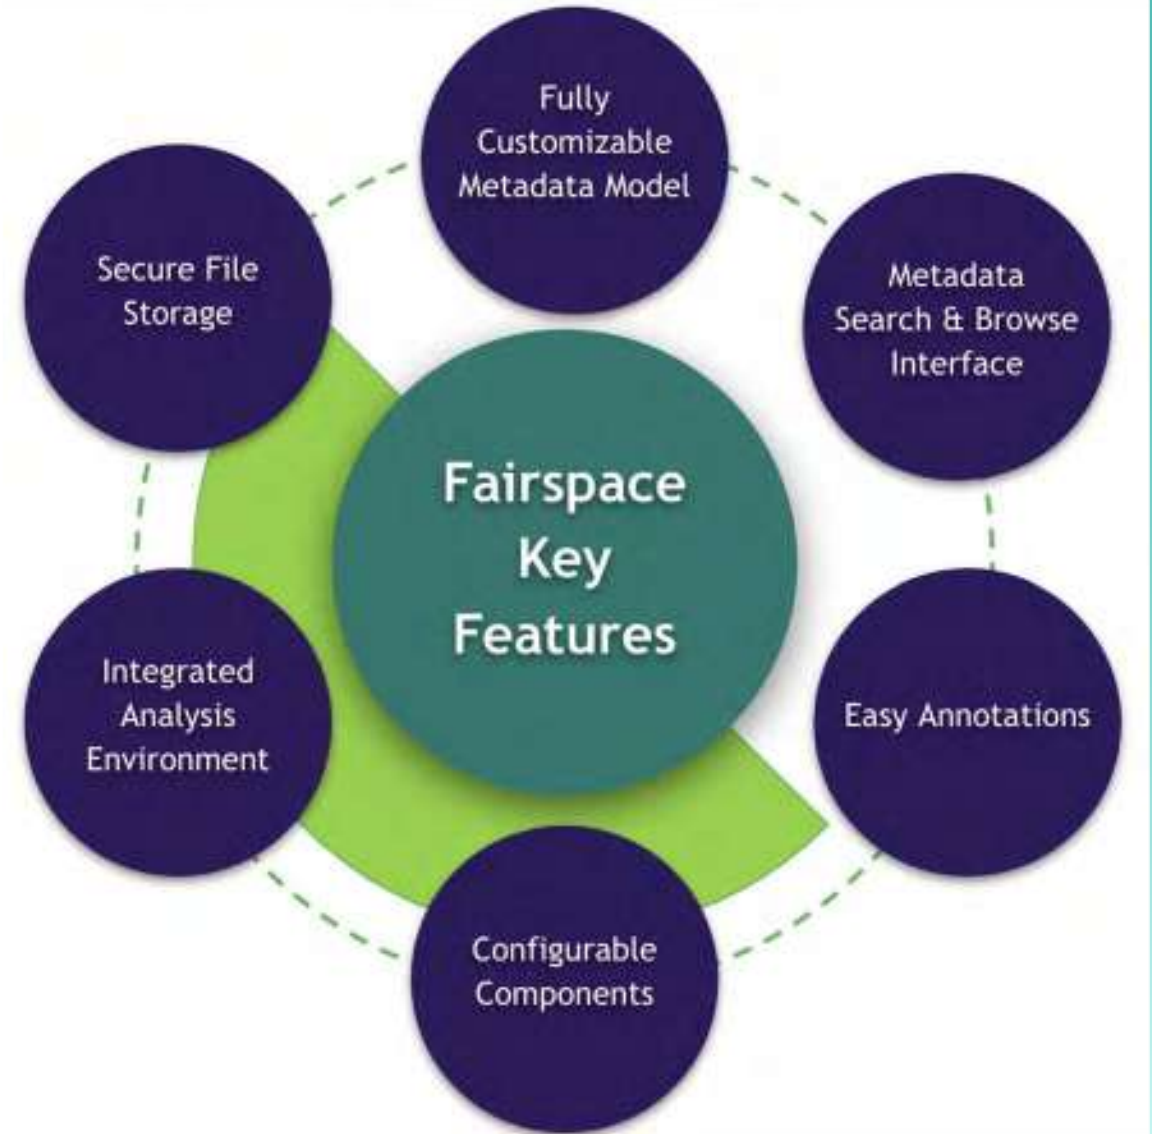 Fully
Customizable
Metadata Model
Metadata
Search & Browse
Interface
Easy Annotations
Configurable
Components
Integrated
Analysis
Environment
Secure File
Storage
Fairspace
Key
Features